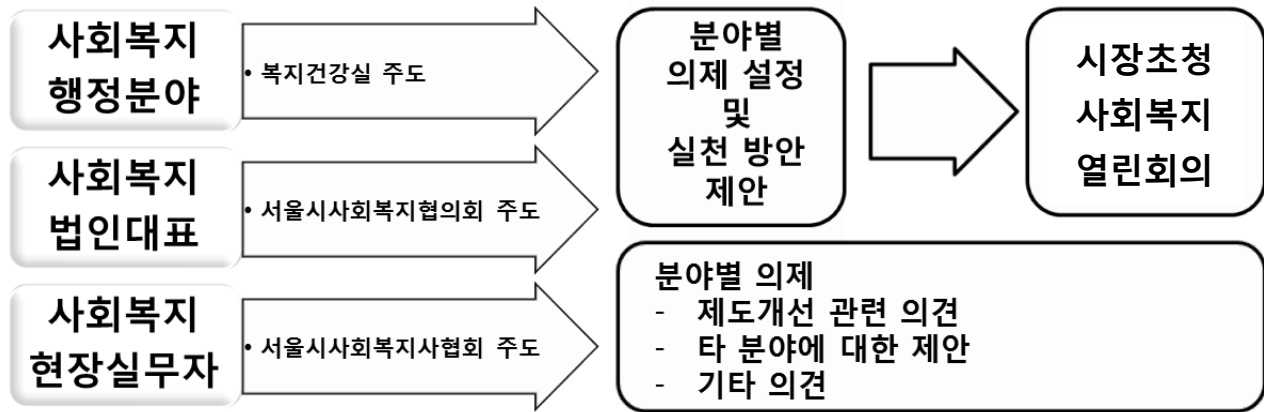 사회복지
행정분야
• 복지건강실 주도
사회복지
법인대표
• 서울시사회복지협의회 주도
사회복지
현장실무자
• 서울시사회복지사협회 주도
분야별
의제 설정
및
실천 방안
제안
시장초청
사회복지
열린회의
분야별 의제
- 제도개선 관련 의견
- 타 분야에 대한 제안
- 기타 의견